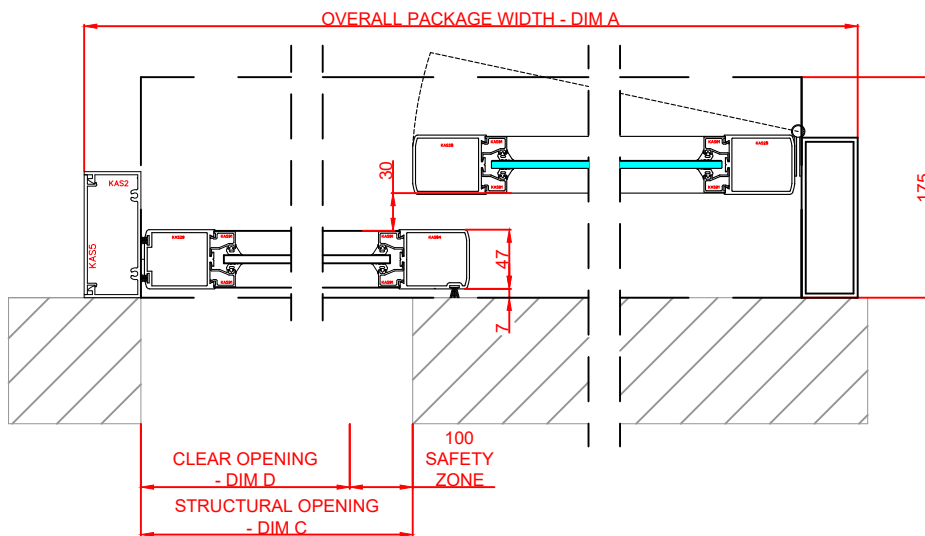 OVERALL PACKAGE WIDTH - DIM A
KAS2
KAS5
30
47
7
175
CLEAR OPENING
- DIM D
100
SAFETY
ZONE
STRUCTURAL OPENING
- DIM C